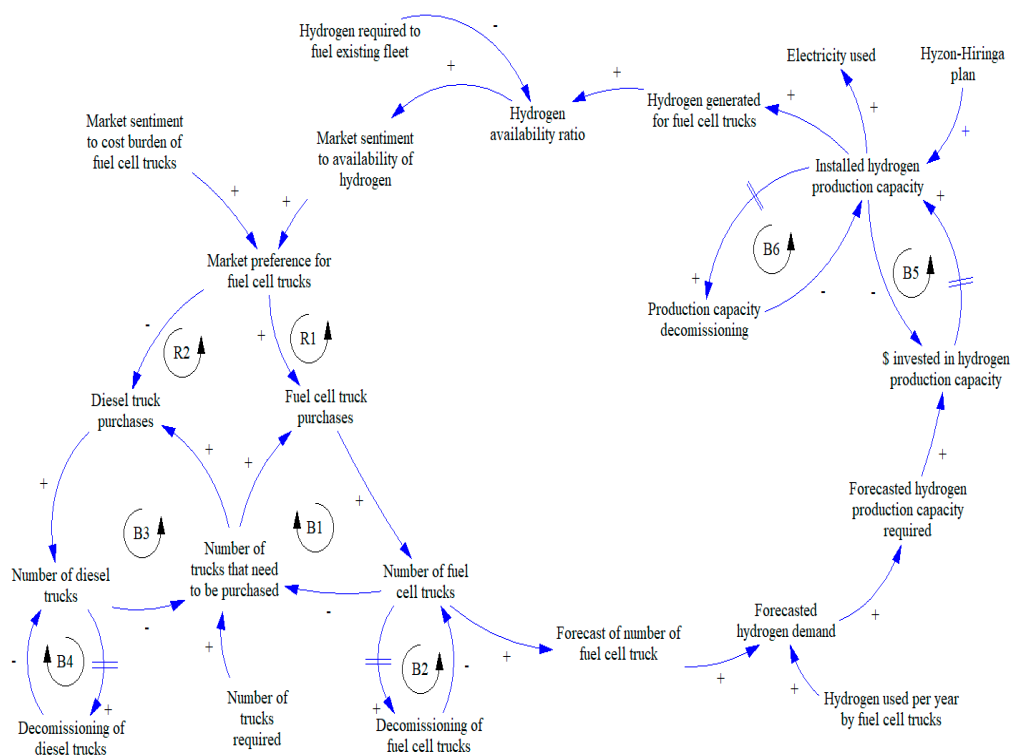 Hydrogen required to
fuel existing fleet
-
+
Market sentiment
to cost burden of
fuel cell trucks
Market sentiment
to availability of
hydrogen
Hydrogen
availability ratio
+
Hydrogen generated
for fuel cell trucks
Electricity used
Hyzon-Hiringa
plan
+
+
+
Installed hydrogen
production capacity
+
+
Market preference for
fuel cell trucks
B6
B5
+
+
-
-
Production capacity
decomissioning
$ invested in hydrogen
production capacity
-
+
R2
R1
Diesel truck
purchases
Fuel cell truck
purchases
+
+
+
+
+
Forecasted hydrogen
production capacity
required
B3
B1
Number of diesel
trucks
Number of
trucks that need
to be purchased
Number of fuel
cell trucks
-
-
+
Forecast of number of
fuel cell truck
Forecasted
hydrogen demand
+
+
+
+
-
B4
+
B2
-
+
Decomissioning of
diesel trucks
Number of
trucks
required
Decomissioning of
fuel cell trucks
Hydrogen used per year
by fuel cell trucks